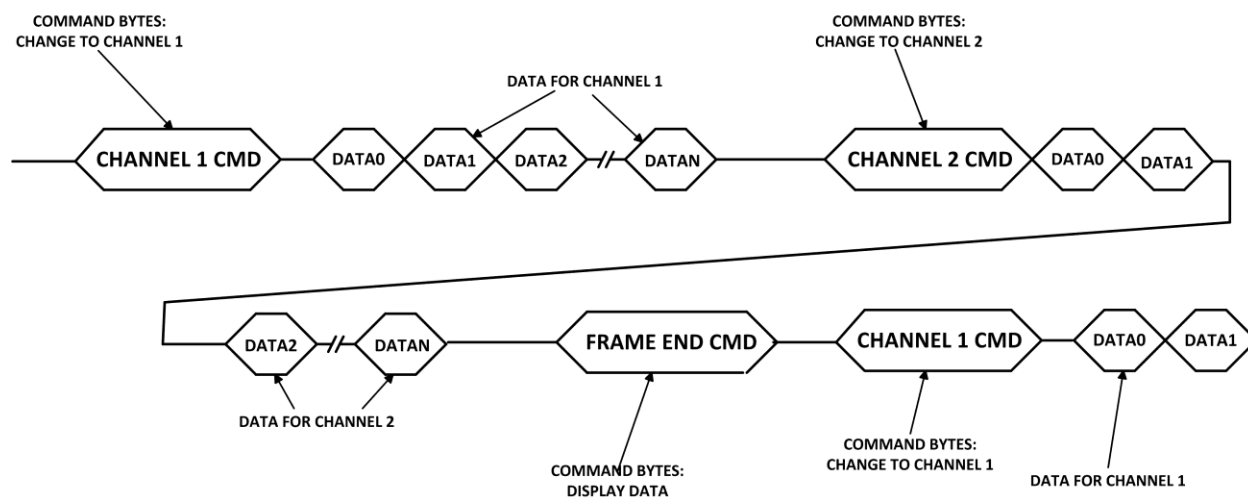 COMMAND BYTES:
CHANGE TO CHANNEL 1
COMMAND BYTES:
CHANGE TO CHANNEL 2
DATA FOR CHANNEL 1
CHANNEL 1 CMD
DATA0
DATA1
DATA2
DATAN
CHANNEL 2 CMD
DATA0
DATA1
DATA2
DATAN
FRAME END CMD
CHANNEL 1 CMD
DATA0
DATA1
DATA FOR CHANNEL 2
COMMAND BYTES:
DISPLAY DATA
COMMAND BYTES:
CHANGE TO CHANNEL 1
DATA FOR CHANNEL 1